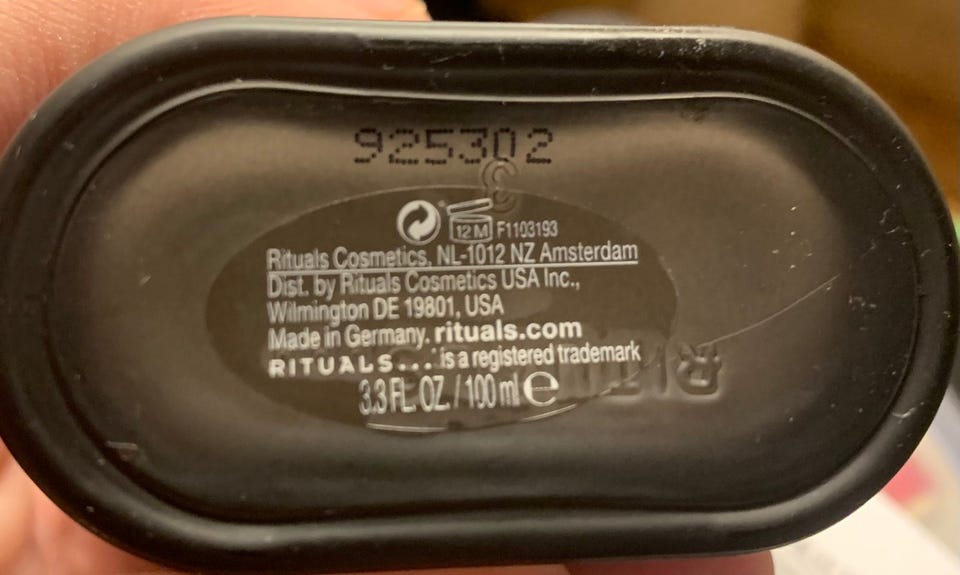 925302
3
12 M F1103193
Rituals Cosmetics, NL-1012 NZ Amsterdam
Dist. by Rituals Cosmetics USA Inc.,
Wilmington DE 19801, USA
Made in Germany. rituals.com
RITUALS... is a registered trademark
3.3 FL. OZ. / 100 ml e